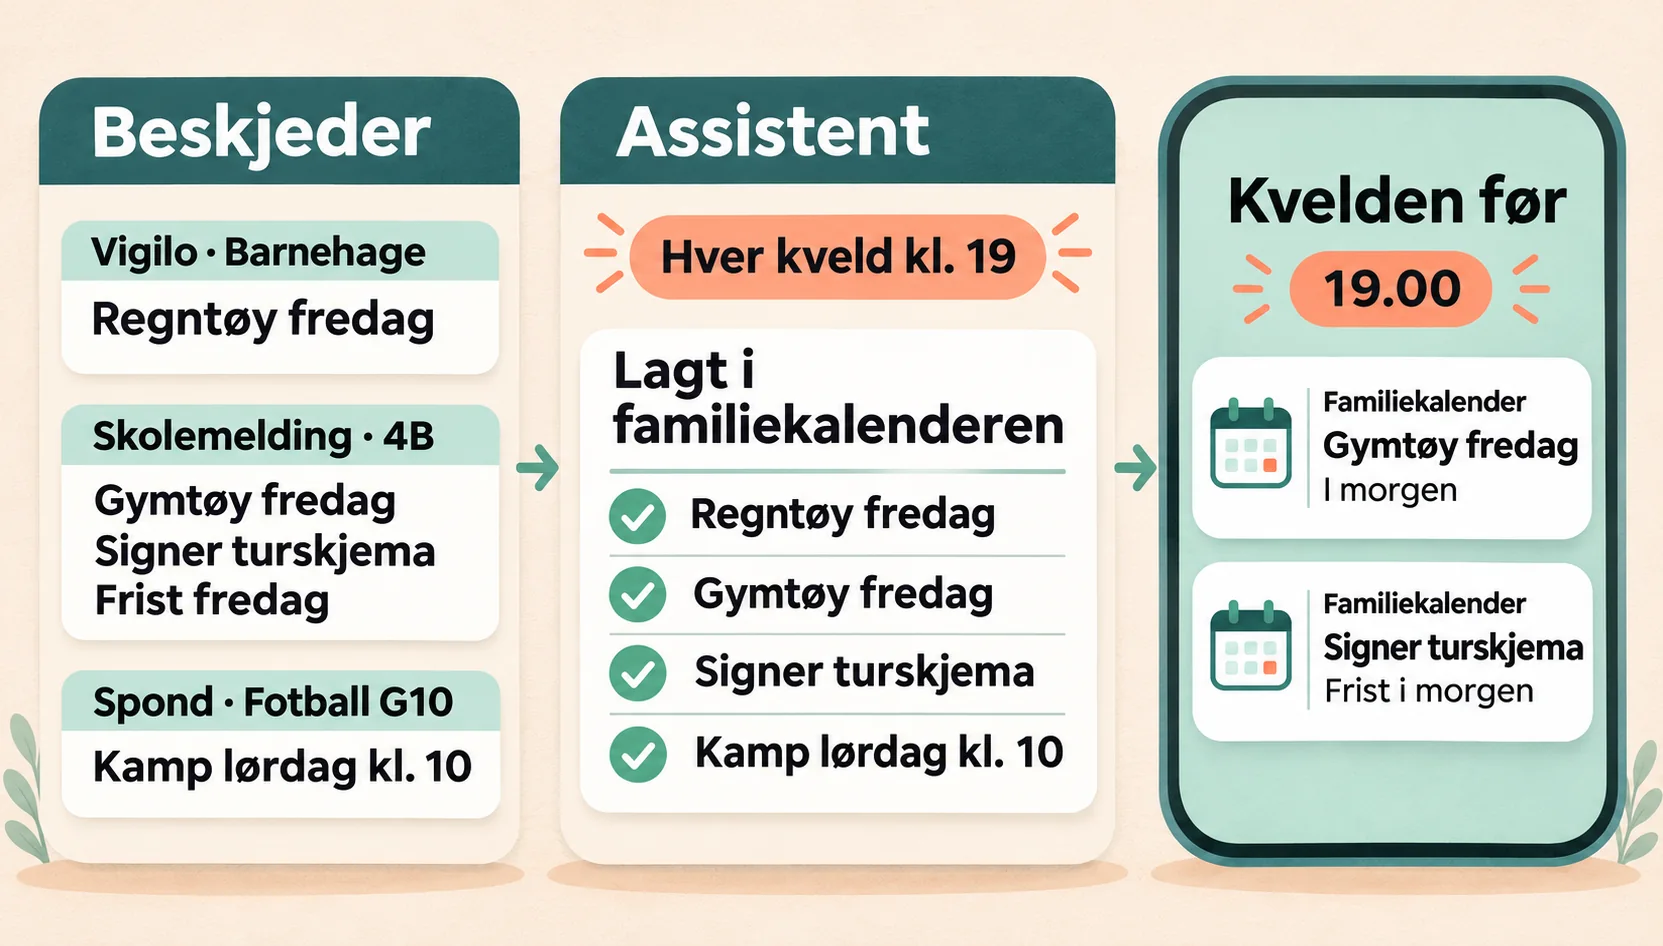 Beskjeder
Vigilo · Barnehage
Regntøy fredag
Skolemelding · 4B
Gymtøy fredag
Signer turskjema
Frist fredag
Spond · Fotball G10
Kamp lørdag kl. 10
Assistent
Hver kveld kl. 19
Lagt i
familiekalenderen
Regntøy fredag
Gymtøy fredag
Signer turskjema
Kamp lørdag kl. 10
Kvelden før
19.00
Familiekalender
Gymtøy fredag
I morgen
Familiekalender
Signer turskjema
Frist i morgen